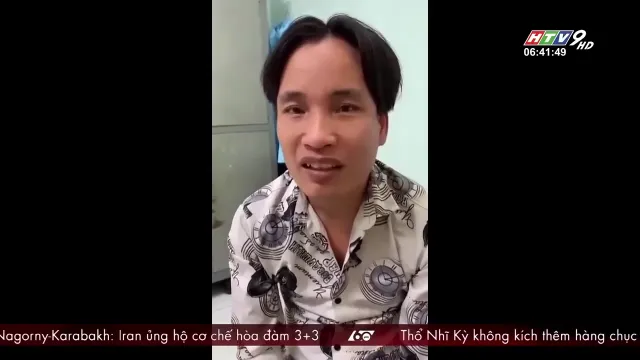 HTV9 HD
06:41:49
Nagorny-Karabakh: Iran ủng hộ cơ chế hòa đàm 3+3
60
Thổ Nhĩ Kỳ không kích thêm hàng chục